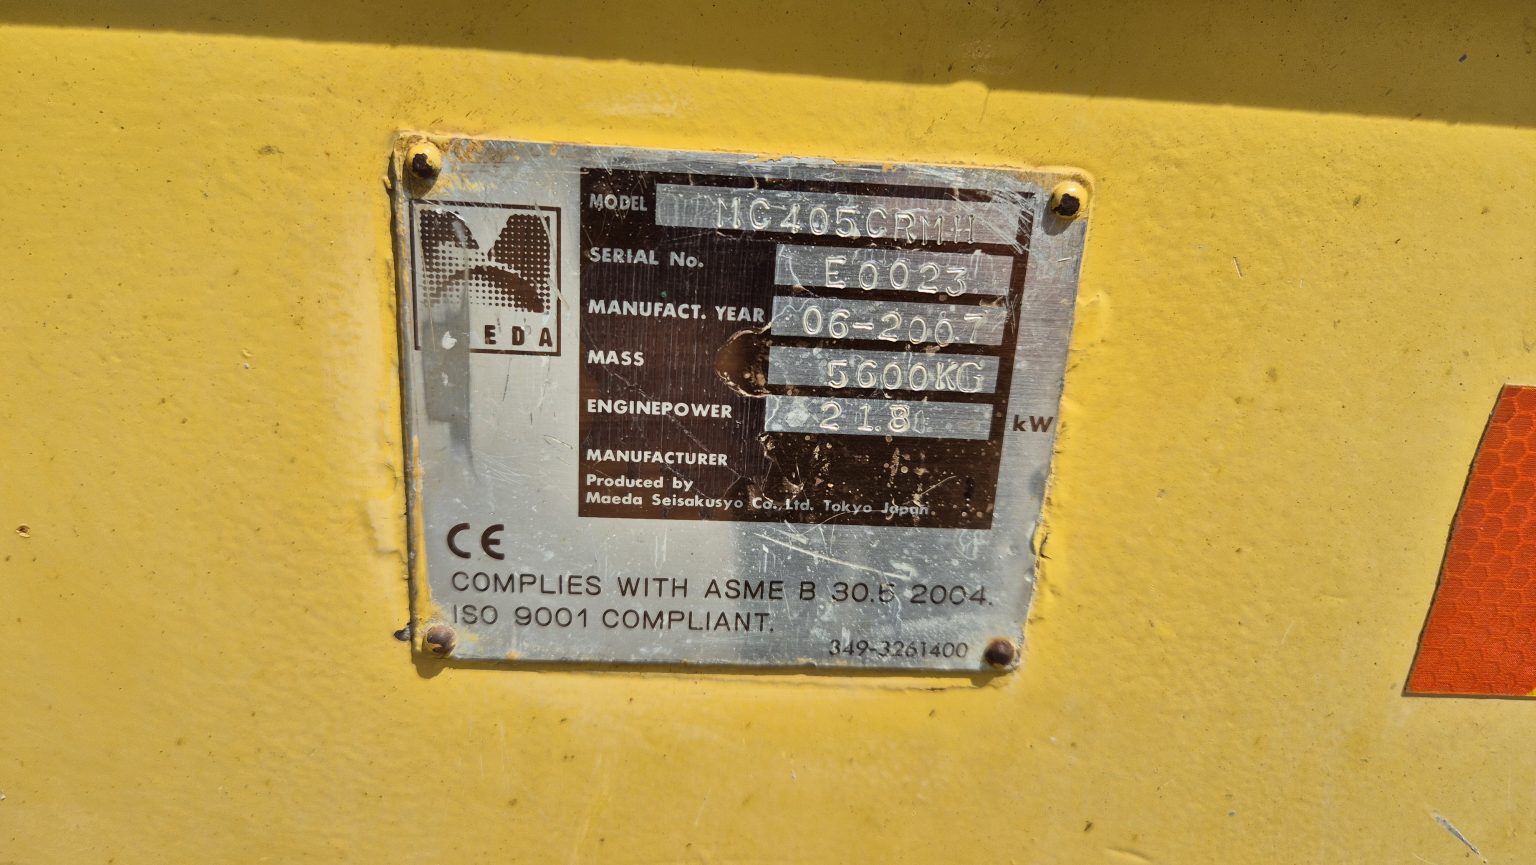 EDA
MODEL MC405CRMH
SERIAL No. E0023
MANUFACT. YEAR 06-2007
MASS 5600KG
ENGINEPOWER 21.8 kW
MANUFACTURER
Produced by
Maeda Seisakusyo Co., Ltd. Tokyo Japan.
CE
COMPLIES WITH ASME B 30.5 2004.
ISO 9001 COMPLIANT.
349-3261400